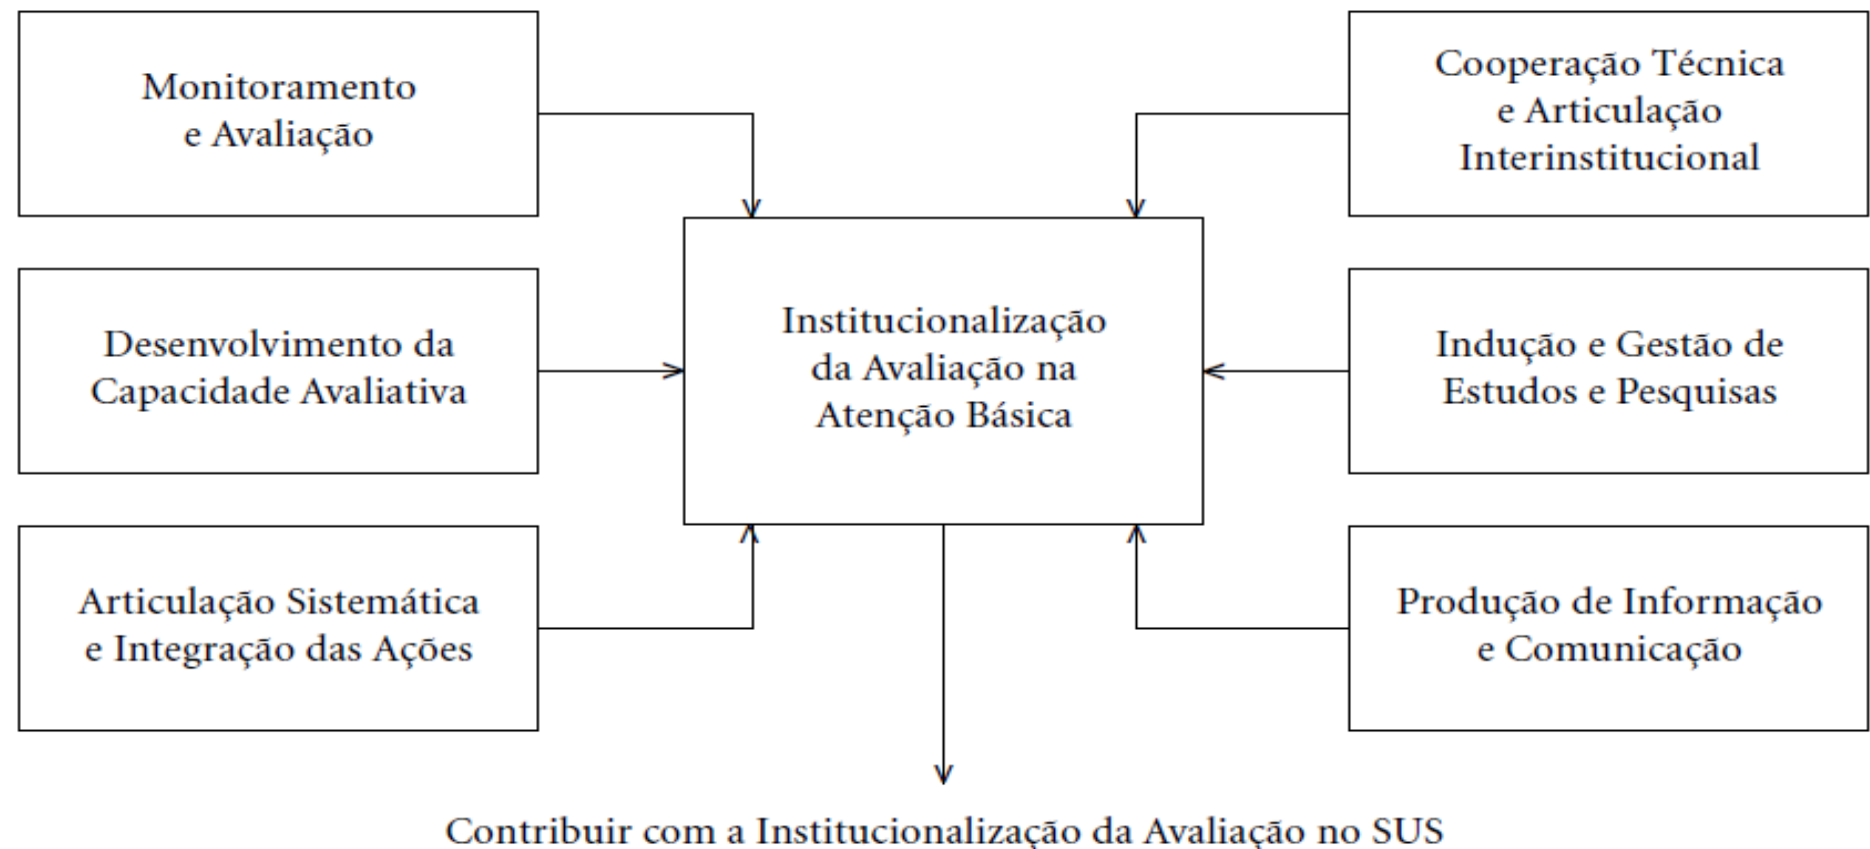 Monitoramento
e Avaliação
Cooperação Técnica
e Articulação
Interinstitucional
Desenvolvimento da
Capacidade Avaliativa
Institucionalização
da Avaliação na
Atenção Básica
Indução e Gestão de
Estudos e Pesquisas
Articulação Sistemática
e Integração das Ações
Produção de Informação
e Comunicação
Contribuir com a Institucionalização da Avaliação no SUS